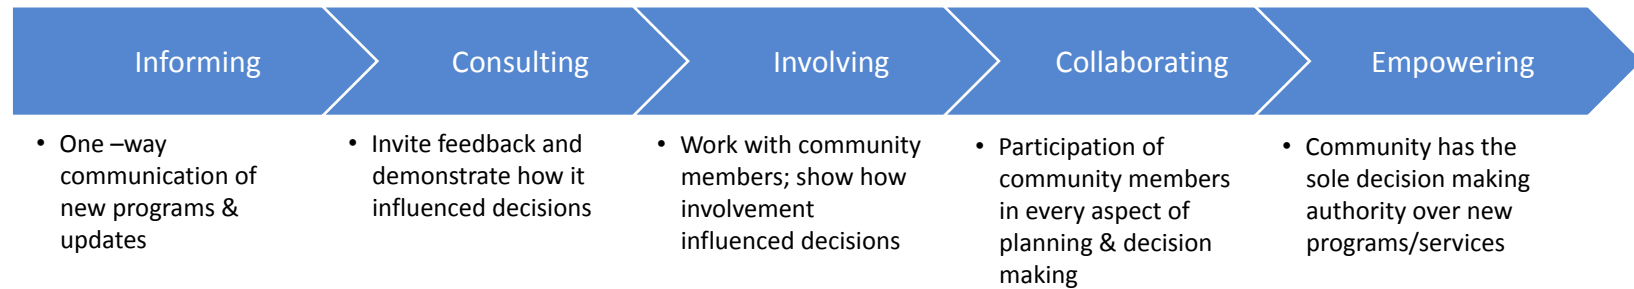 Informing
Consulting
Involving
Collaborating
Empowering
• One –way
communication of
new programs &
updates
• Invite feedback and
demonstrate how it
influenced decisions
• Work with community
members; show how
involvement
influenced decisions
• Participation of
community members
in every aspect of
planning & decision
making
• Community has the
sole decision making
authority over new
programs/services